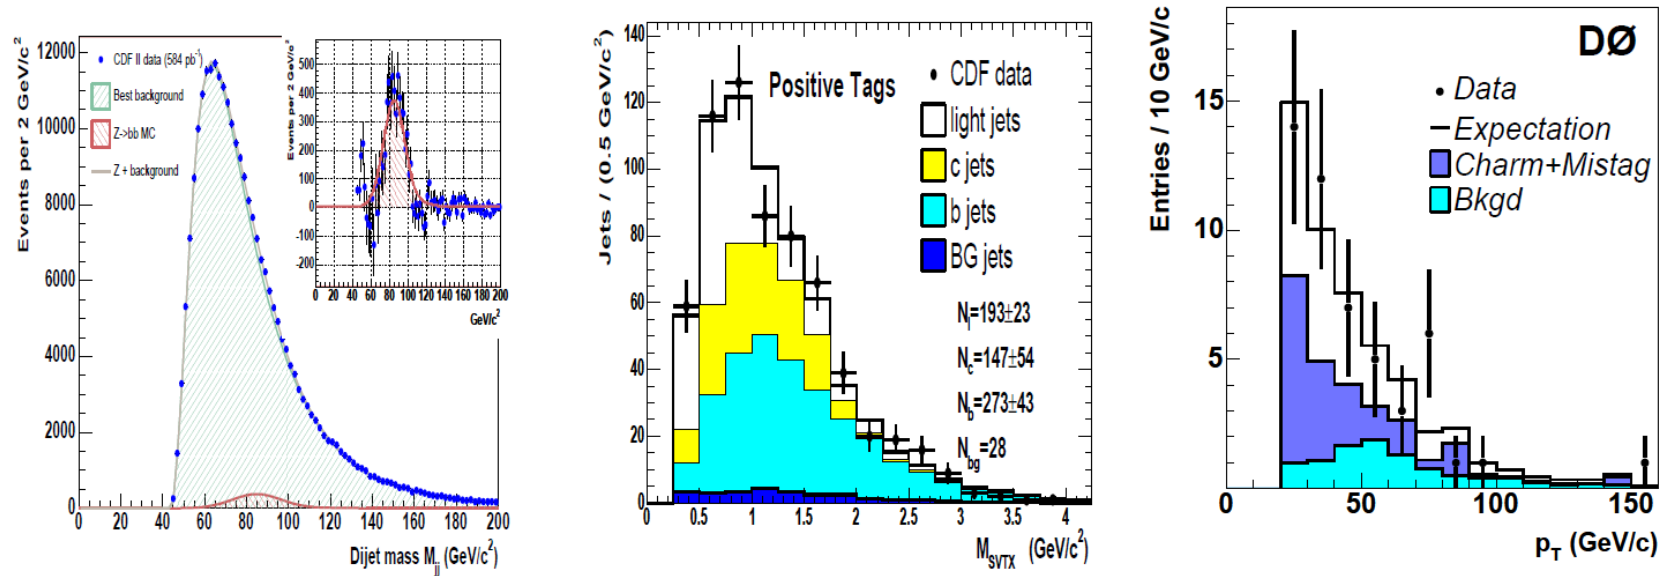 Events per 2 GeV/c²
12000
10000
8000
6000
4000
2000
0
CDF II data (584 pb⁻¹)
Best background
Z->bb MC
Z + background
0 20 40 60 80 100 120 140 160 180 200
Dijet mass M_jj (GeV/c²)
Events per 2 GeV/c²
500
400
300
200
100
0
-100
-200
0 20 40 60 80 100 120 140 160 180 200
GeV/c²
Jets / (0.5 GeV/c²)
140
120
100
80
60
40
20
0
Positive Tags
CDF data
light jets
c jets
b jets
BG jets
N_l=193±23
N_c=147±54
N_b=273±43
N_bg=28
0 0.5 1 1.5 2 2.5 3 3.5 4
M_SVTX (GeV/c²)
Entries / 10 GeV/c
15
10
5
DØ
Data
Expectation
Charm+Mistag
Bkgd
0 50 100 150
p_T (GeV/c)